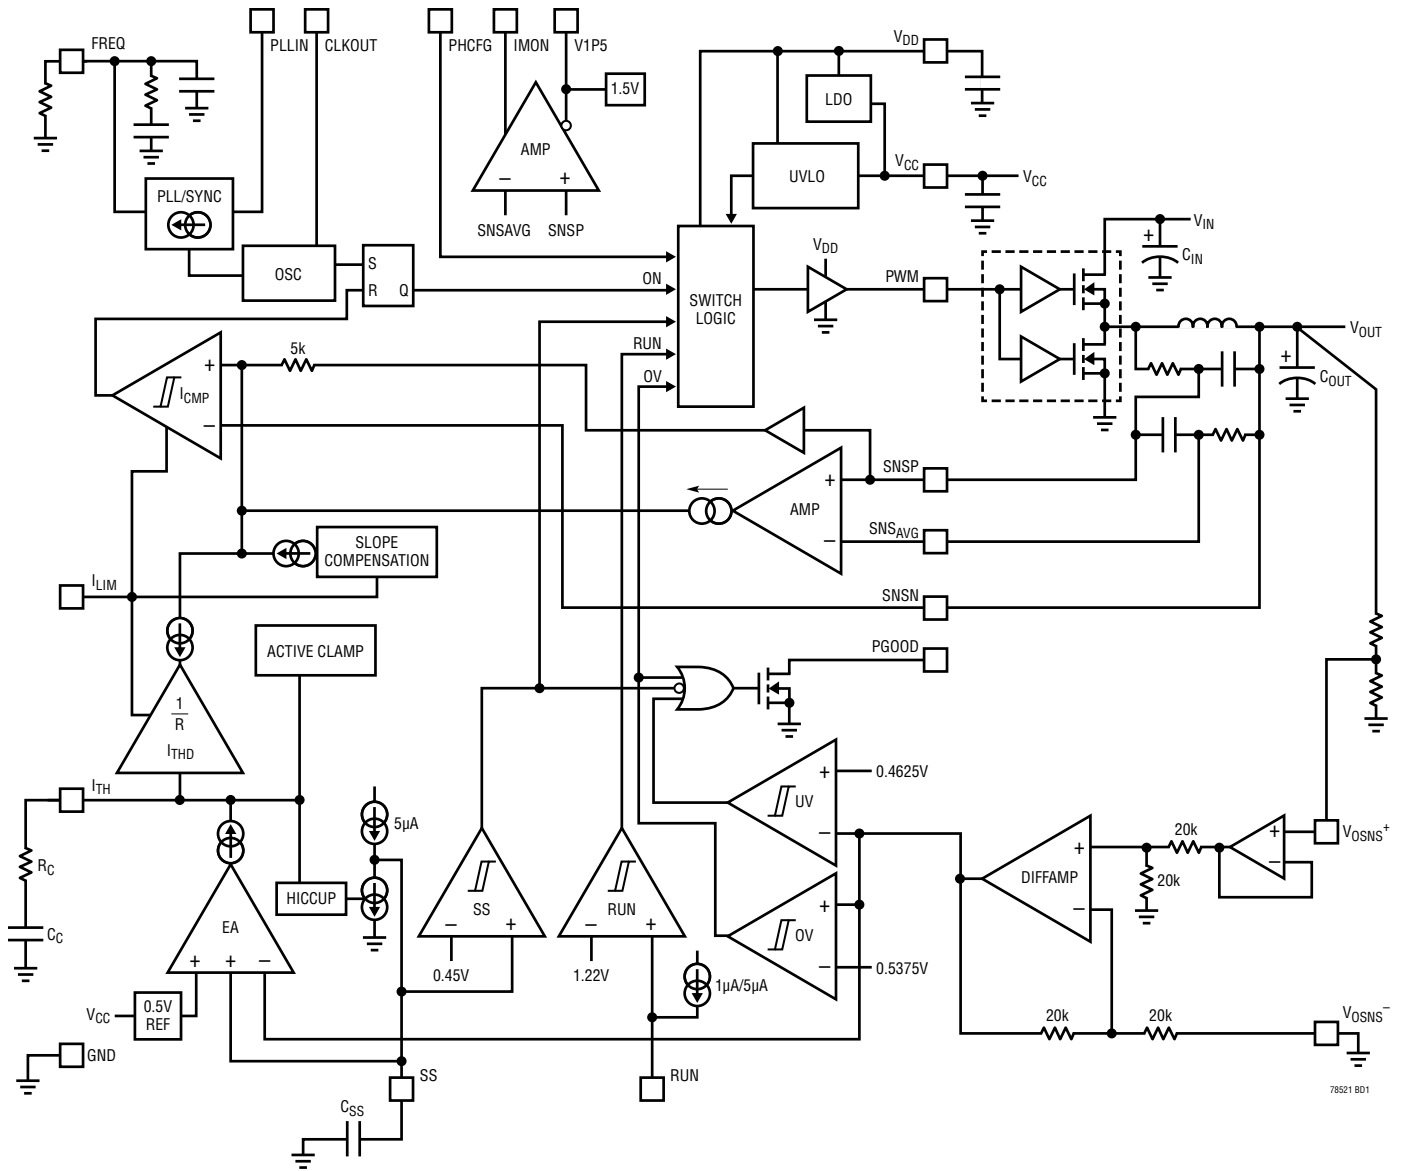 FREQ
PLLIN
CLKOUT
PHCFG
IMON
V1P5
1.5V
AMP
–
+
SNSAVG
SNSP
VDD
LDO
UVLO
VCC
VCC
PLL/SYNC
OSC
S
R
Q
ON
RUN
OV
SWITCH
LOGIC
VDD
PWM
VIN
+
CIN
VOUT
+
COUT
5k
+
ICMP
–
SNSP
+
AMP
–
SNSAVG
SNSN
SLOPE
COMPENSATION
ILIM
ACTIVE CLAMP
PGOOD
1
R
ITHD
ITH
5µA
RC
CC
HICCUP
EA
+
+
–
VCC
0.5V
REF
GND
SS
–
+
0.45V
RUN
–
+
1.22V
1µA/5µA
+
0.4625V
UV
–
+
OV
–
0.5375V
DIFFAMP
+
–
20k
20k
+
–
VOSNS+
20k
20k
VOSNS–
SS
RUN
CSS
78521 BD1